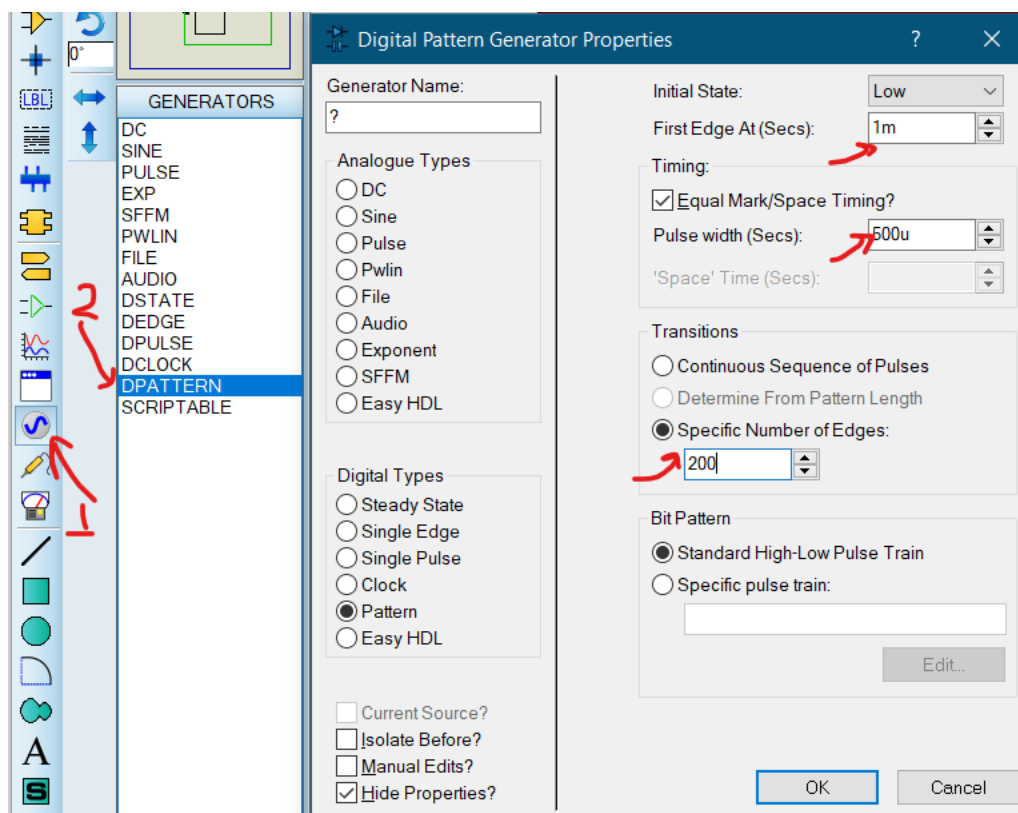 0°
LBL
A
S
GENERATORS
DC
SINE
PULSE
EXP
SFFM
PWLIN
FILE
AUDIO
DSTATE
DEDGE
DPULSE
DCLOCK
DPATTERN
SCRIPTABLE
2
1
Digital Pattern Generator Properties
?
Generator Name:
?
Analogue Types
DC
Sine
Pulse
Pwlin
File
Audio
Exponent
SFFM
Easy HDL
Digital Types
Steady State
Single Edge
Single Pulse
Clock
Pattern
Easy HDL
Current Source?
Isolate Before?
Manual Edits?
Hide Properties?
Initial State: Low
First Edge At (Secs): 1m
Timing:
Equal Mark/Space Timing?
Pulse width (Secs): 500u
'Space' Time (Secs):
Transitions
Continuous Sequence of Pulses
Determine From Pattern Length
Specific Number of Edges:
200
Bit Pattern
Standard High-Low Pulse Train
Specific pulse train:
Edit...
OK Cancel